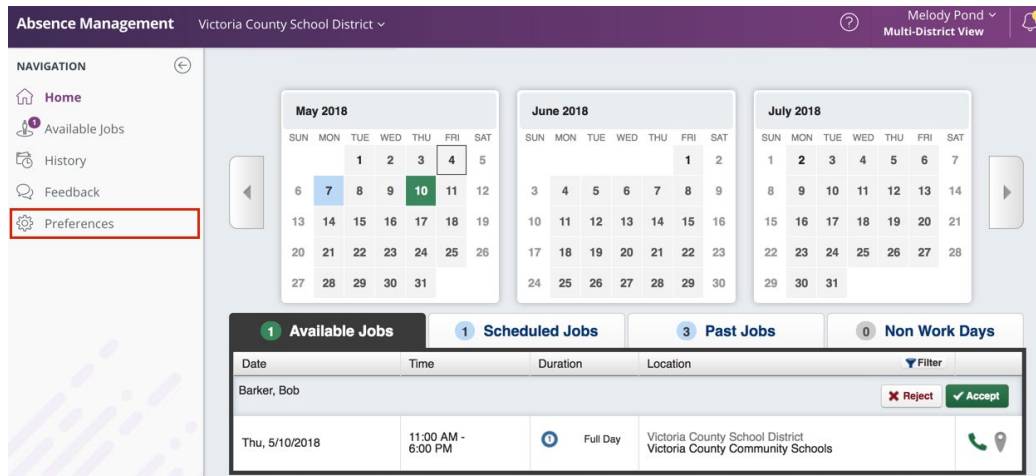 Absence Management Victoria County School District
? Melody Pond
Multi-District View
NAVIGATION
Home
1
Available Jobs
History
Feedback
Preferences
May 2018
SUN MON TUE WED THU FRI SAT
1 2 3 4 5
6 7 8 9 10 11 12
13 14 15 16 17 18 19
20 21 22 23 24 25 26
27 28 29 30 31
June 2018
SUN MON TUE WED THU FRI SAT
1 2
3 4 5 6 7 8 9
10 11 12 13 14 15 16
17 18 19 20 21 22 23
24 25 26 27 28 29 30
July 2018
SUN MON TUE WED THU FRI SAT
1 2 3 4 5 6 7
8 9 10 11 12 13 14
15 16 17 18 19 20 21
22 23 24 25 26 27 28
29 30 31
1 Available Jobs 1 Scheduled Jobs 3 Past Jobs 0 Non Work Days
Date Time Duration Location Filter
Barker, Bob Reject Accept
Thu, 5/10/2018
11:00 AM -
6:00 PM
Full Day
Victoria County School District
Victoria County Community Schools